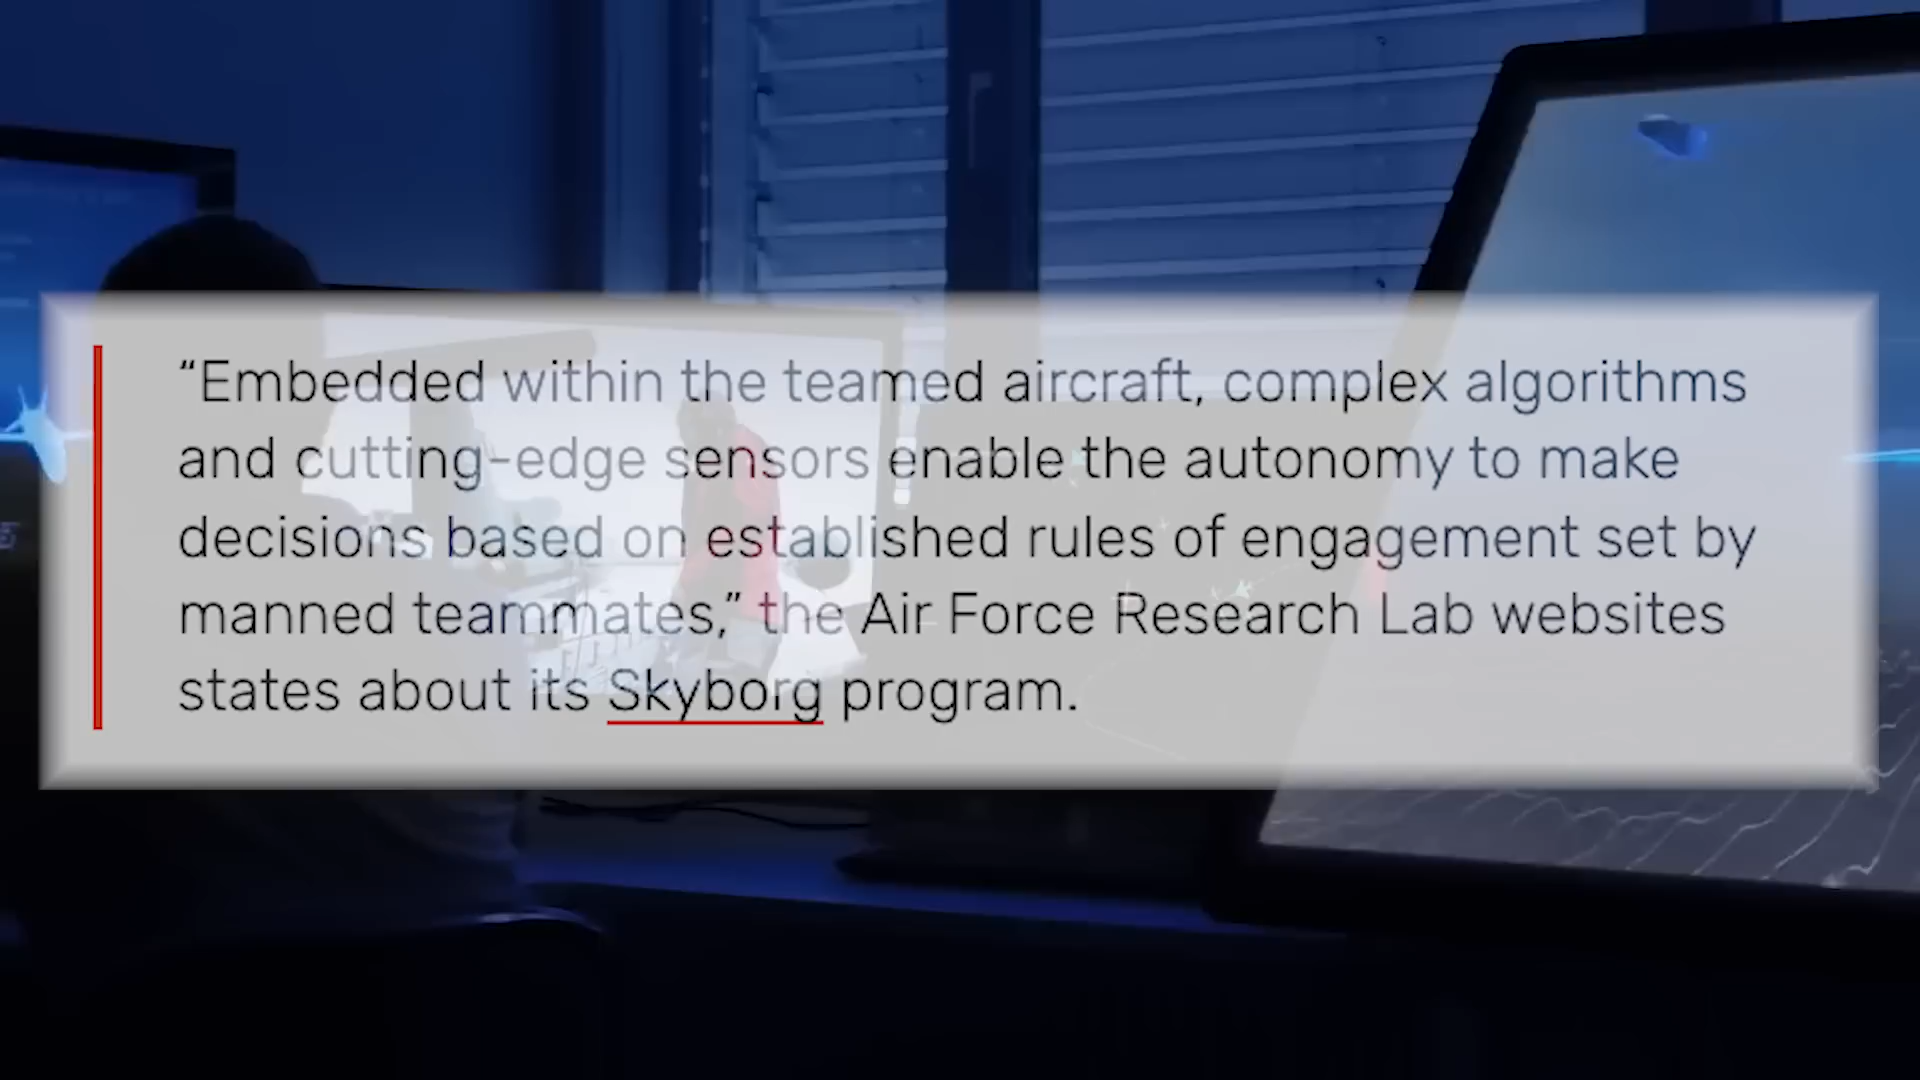 “Embedded within the teamed aircraft, complex algorithms
and cutting-edge sensors enable the autonomy to make
decisions based on established rules of engagement set by
manned teammates,” the Air Force Research Lab websites
states about its Skyborg program.